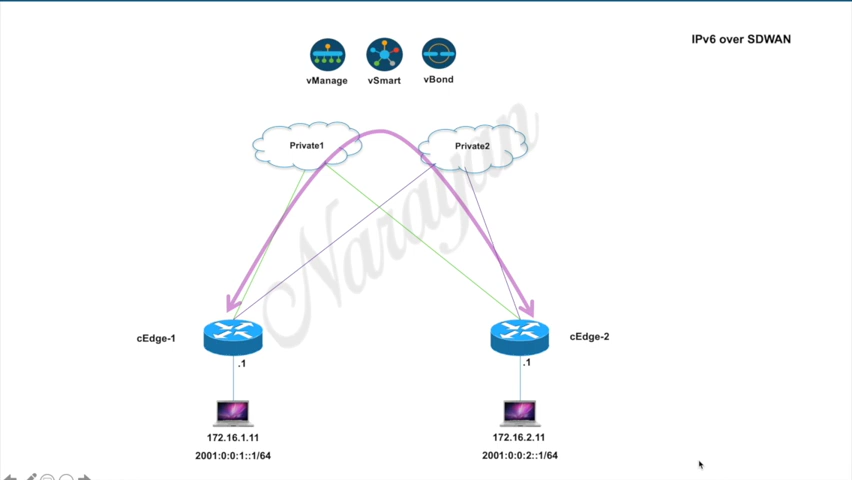 IPv6 over SDWAN
vManage
vSmart
vBond
Private1
Private2
Narayan
cEdge-1
cEdge-2
.1
.1
172.16.1.11
172.16.2.11
2001:0:0:1::1/64
2001:0:0:2::1/64